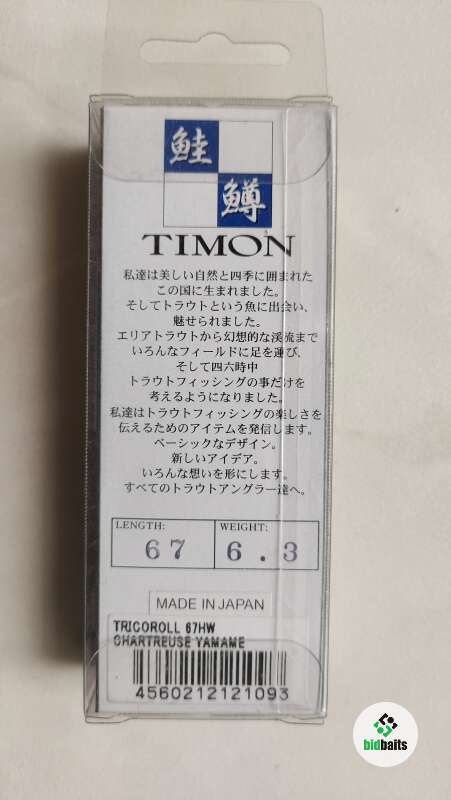 鮭
鱒
TIMON
私達は美しい自然と四季に囲まれた
この国に生まれました。
そしてトラウトという魚に出会い、
魅せられました。
エリアトラウトから幻想的な渓流まで
いろんなフィールドに足を運び、
そして四六時中
トラウトフィッシングの事だけを
考えるようになりました。
私達はトラウトフィッシングの楽しさを
伝えるためのアイテムを発信します。
ベーシックなデザイン。
新しいアイデア。
いろんな想いを形にします。
すべてのトラウトアングラー達へ。
LENGTH: WEIGHT:
67 6.3
MADE IN JAPAN
TRICOROLL 67HW
CHARTREUSE YAMAME
4560212121093
bidbaits